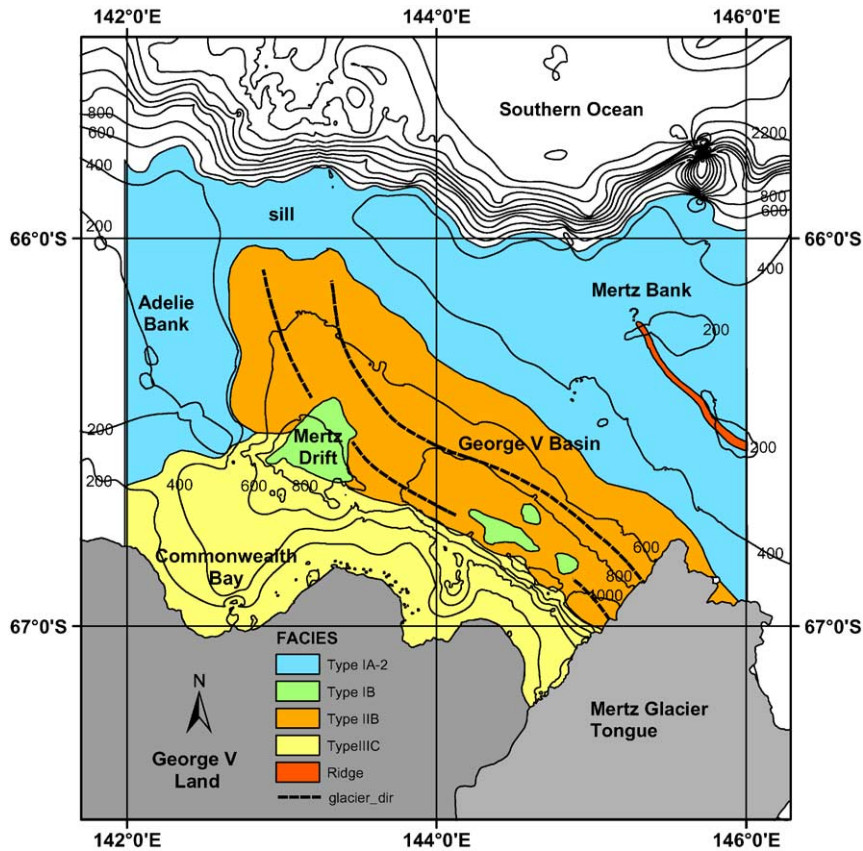 142°0'E 144°0'E 146°0'E
Southern Ocean
800
600
400
2200
800
600
sill
200
66°0'S 66°0'S
400
Adelie
Bank
Mertz Bank
?
200
200
Mertz
Drift
George V Basin
200
200
400
600
800
Commonwealth
Bay
600
800
1000
400
67°0'S 67°0'S
FACIES
Type IA-2
Type IB
Type IIB
TypeIIIC
Ridge
glacier_dir
N
George V
Land
Mertz Glacier
Tongue
142°0'E 144°0'E 146°0'E